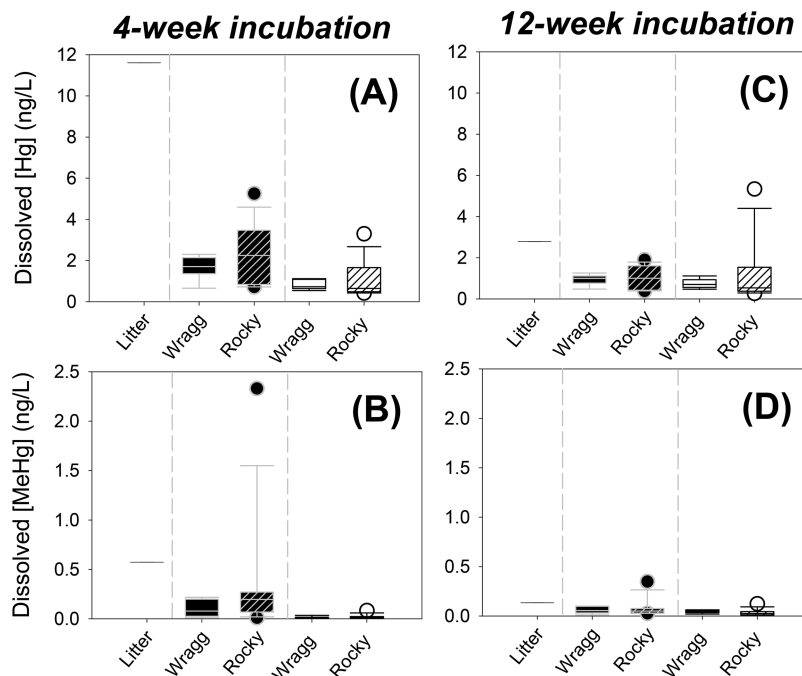 4-week incubation
12-week incubation
Dissolved [Hg] (ng/L)
12
10
8
6
4
2
0
(A)
Litter
Wragg
Rocky
Wragg
Rocky
12
10
8
6
4
2
0
(C)
Litter
Wragg
Rocky
Wragg
Rocky
Dissolved [MeHg] (ng/L)
2.5
2.0
1.5
1.0
0.5
0.0
(B)
Litter
Wragg
Rocky
Wragg
Rocky
2.5
2.0
1.5
1.0
0.5
0.0
(D)
Litter
Wragg
Rocky
Wragg
Rocky